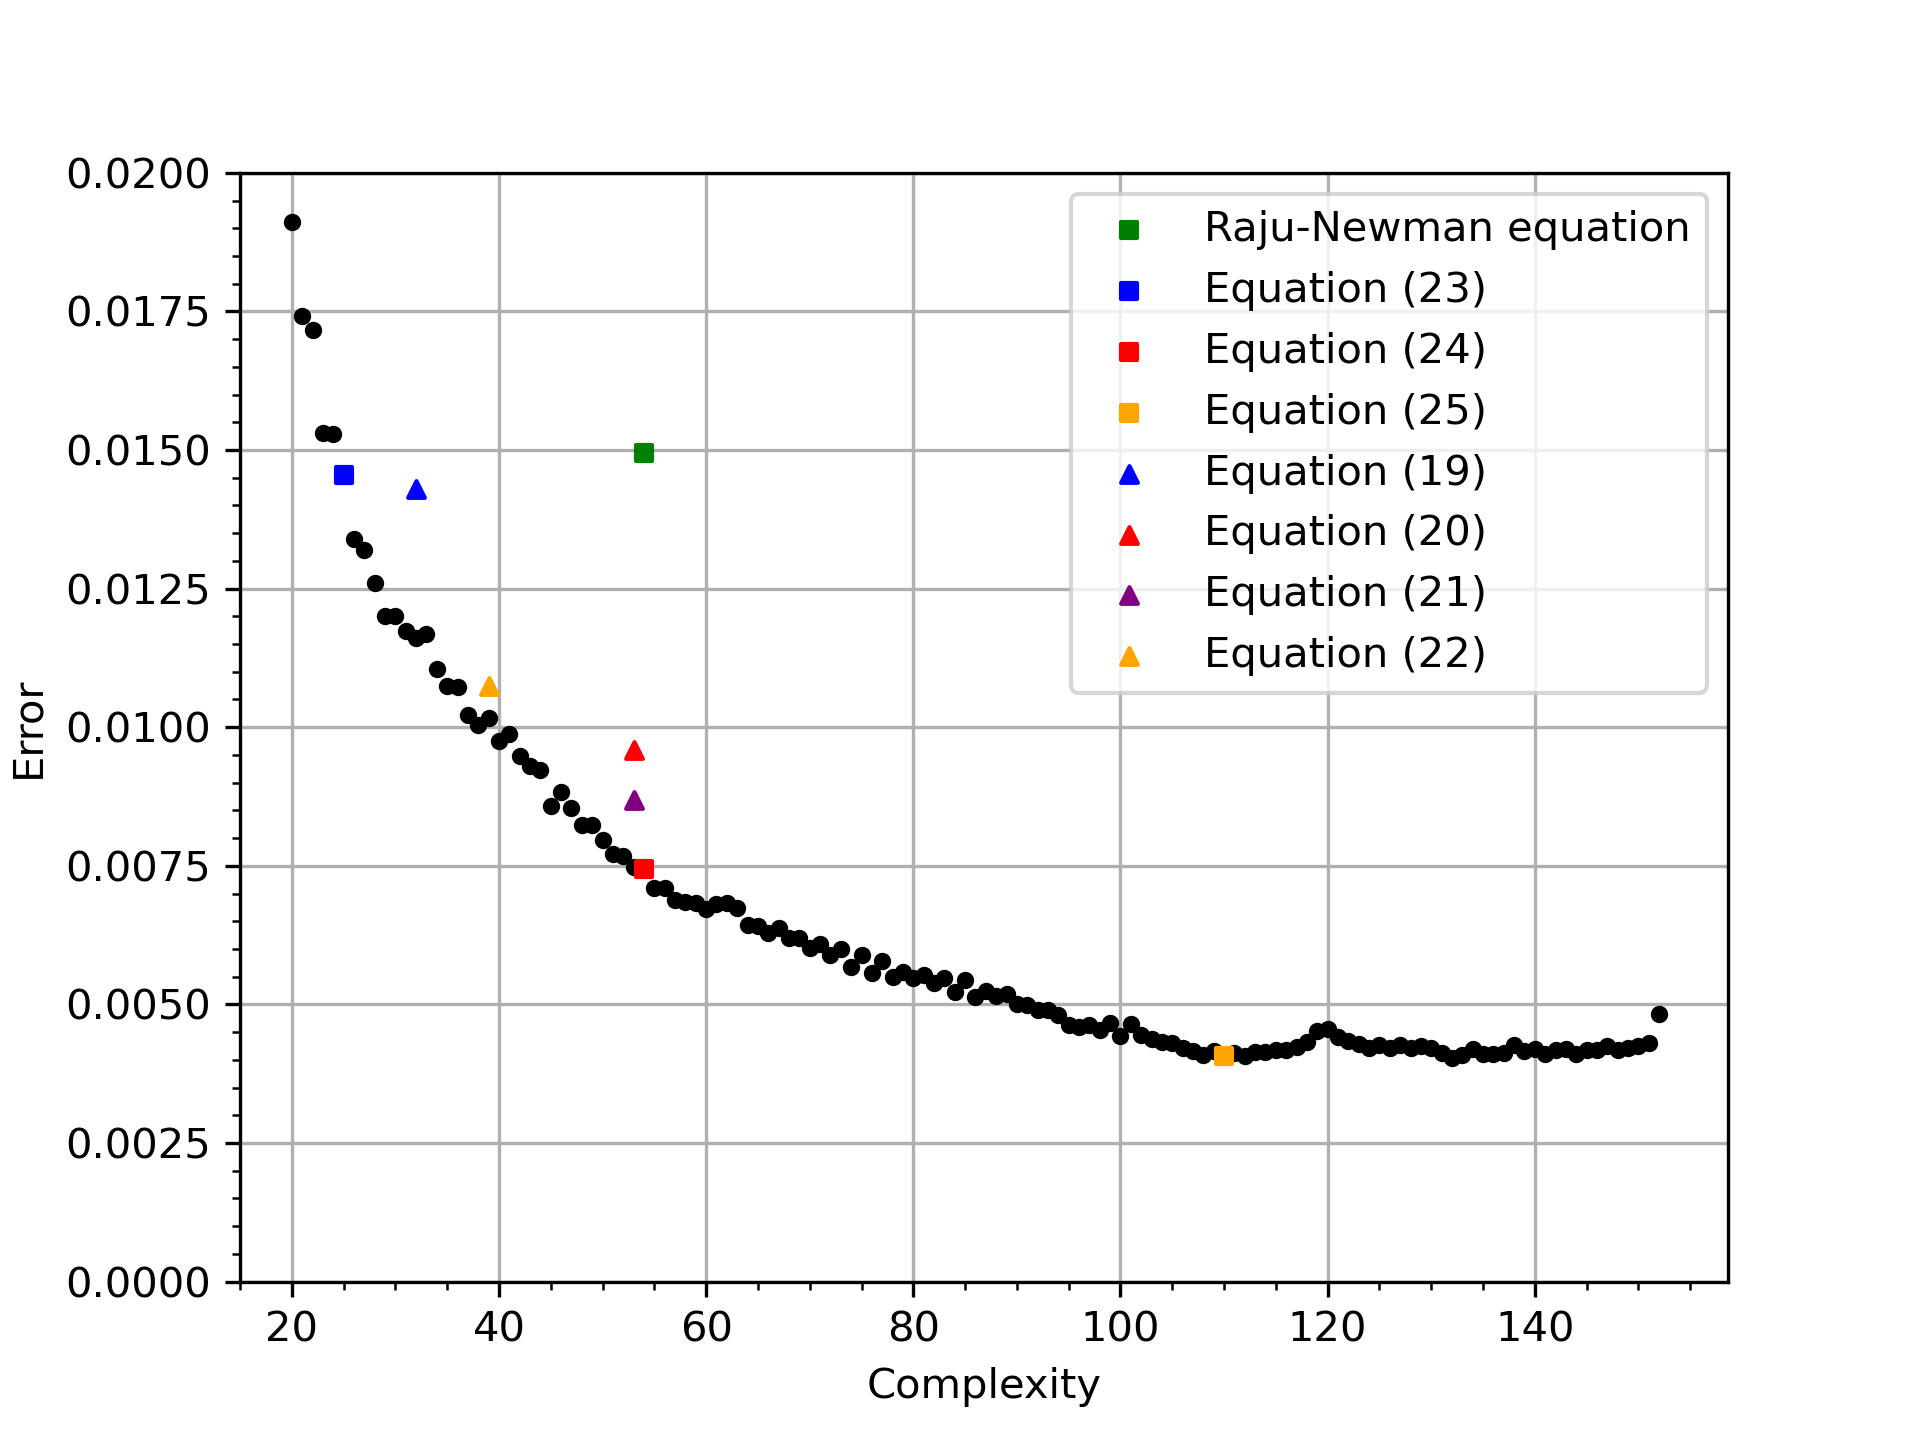 0.0200
0.0175
0.0150
0.0125
0.0100
0.0075
0.0050
0.0025
0.0000
Error
20 40 60 80 100 120 140
Complexity
Raju-Newman equation
Equation (23)
Equation (24)
Equation (25)
Equation (19)
Equation (20)
Equation (21)
Equation (22)